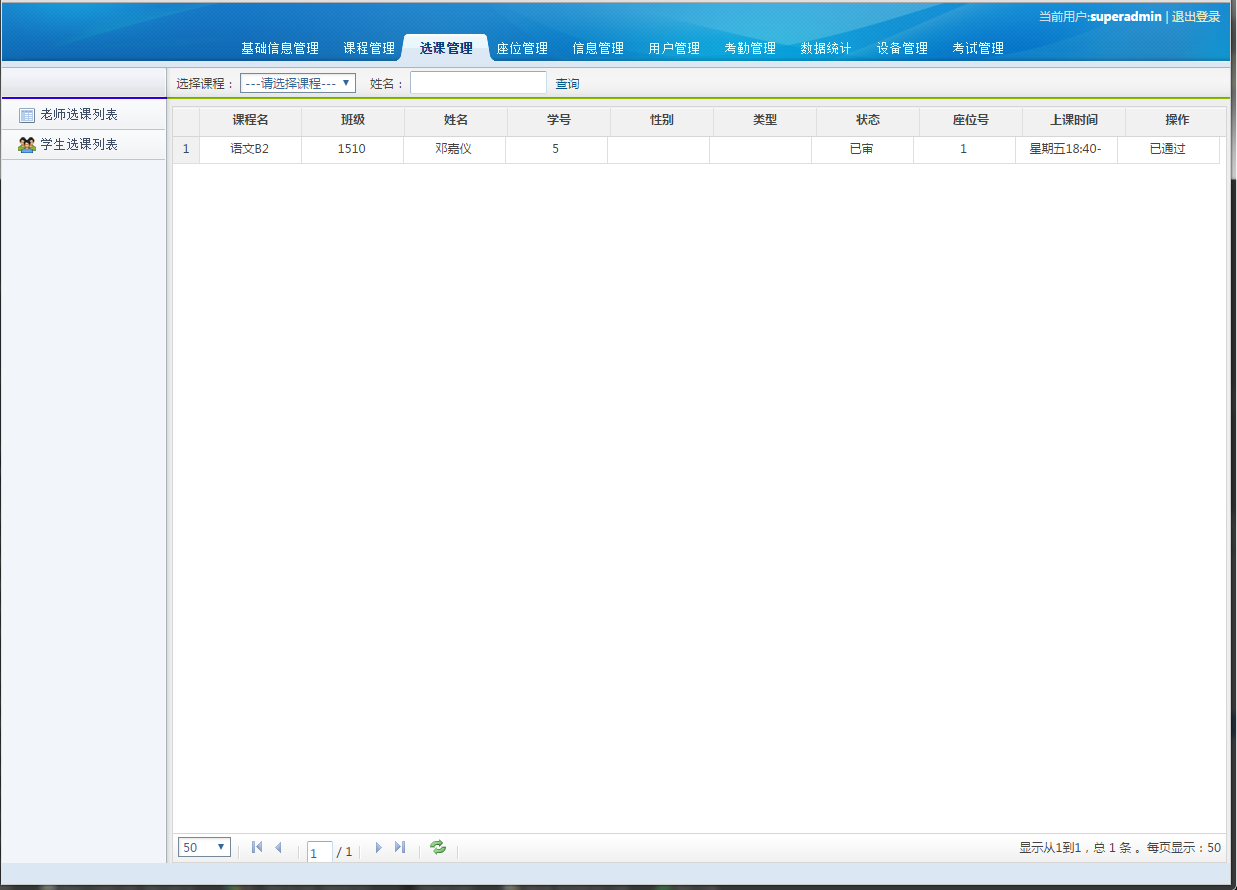 当前用户:superadmin | 退出登录
基础信息管理 课程管理 选课管理 座位管理 信息管理 用户管理 考勤管理 数据统计 设备管理 考试管理
选择课程： ---请选择课程--- 姓名： 查询
老师选课列表
学生选课列表
课程名 班级 姓名 学号 性别 类型 状态 座位号 上课时间 操作
1 语文B2 1510 邓嘉仪 5 已审 1 星期五18:40- 已通过
50 1 / 1 显示从1到1，总 1 条 。每页显示：50